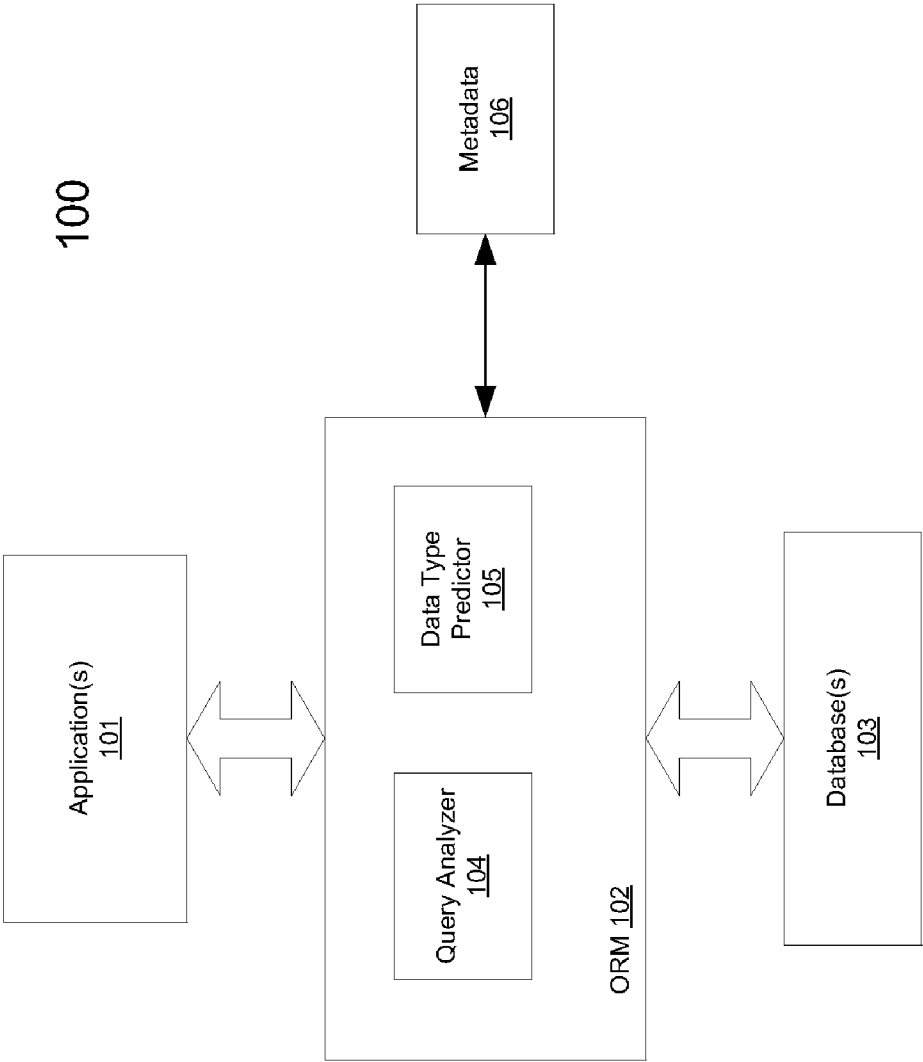 100
Application(s)
101
Query Analyzer
104
Data Type
Predictor
105
ORM 102
Metadata
106
Database(s)
103